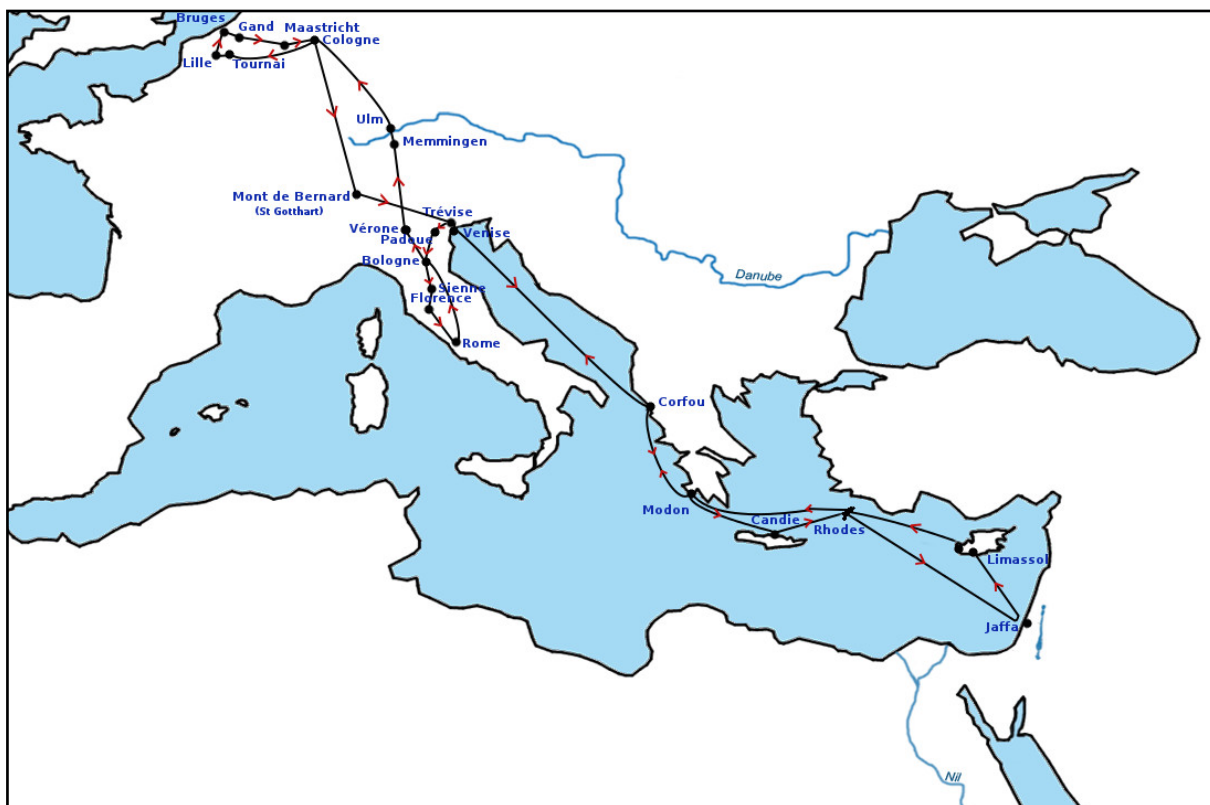 Bruges
Gand
Maastricht
Cologne
Lille
Tournai
Ulm
Memmingen
Mont de Bernard
(St Gotthart)
Trévise
Vérone
Venise
Padoue
Bologne
Danube
Sienne
Florence
Rome
Corfou
Modon
Candie
Rhodes
Limassol
Jaffa
Nil